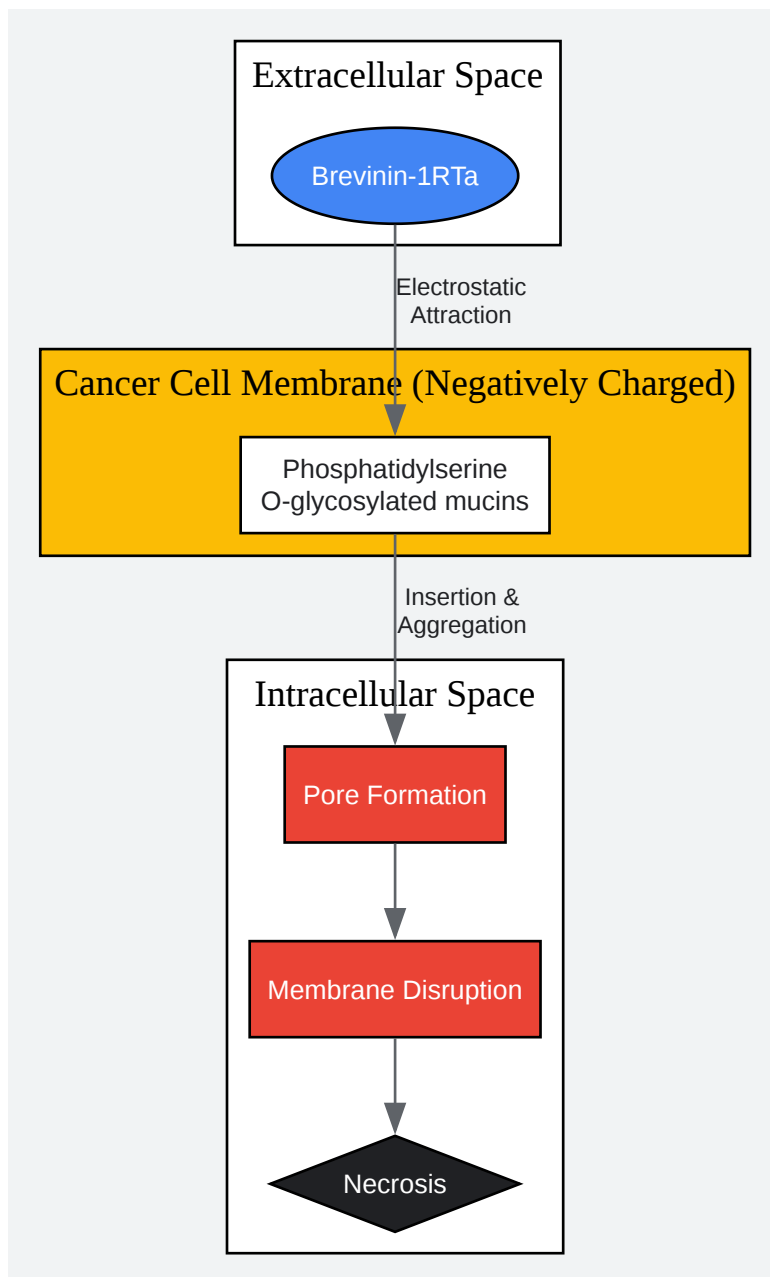 Extracellular Space
Brevinin-1RTa
Electrostatic
Attraction
Cancer Cell Membrane (Negatively Charged)
Phosphatidylserine
O-glycosylated mucins
Insertion &
Aggregation
Intracellular Space
Pore Formation
Membrane Disruption
Necrosis